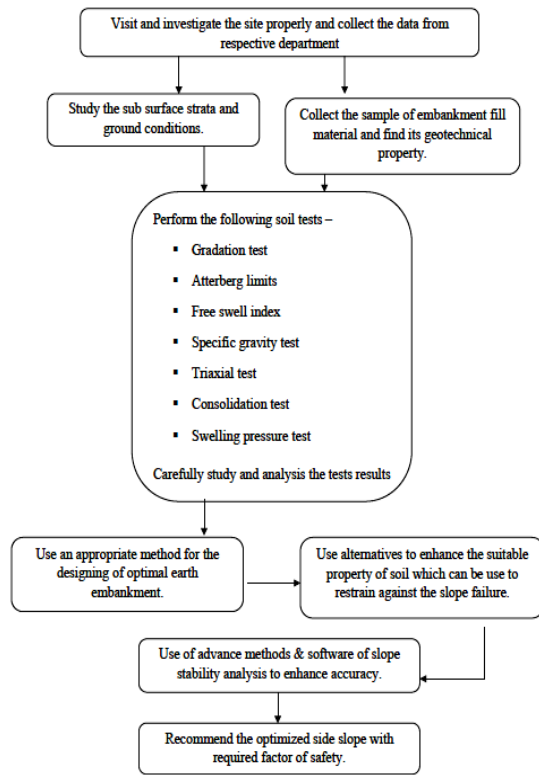 Visit and investigate the site properly and collect the data from
respective department
Study the sub surface strata and
ground conditions.
Collect the sample of embankment fill
material and find its geotechnical
property.
Perform the following soil tests –
▪ Gradation test
▪ Atterberg limits
▪ Free swell index
▪ Specific gravity test
▪ Triaxial test
▪ Consolidation test
▪ Swelling pressure test
Carefully study and analysis the tests results
Use an appropriate method for the
designing of optimal earth
embankment.
Use alternatives to enhance the suitable
property of soil which can be use to
restrain against the slope failure.
Use of advance methods & software of slope
stability analysis to enhance accuracy.
Recommend the optimized side slope with
required factor of safety.